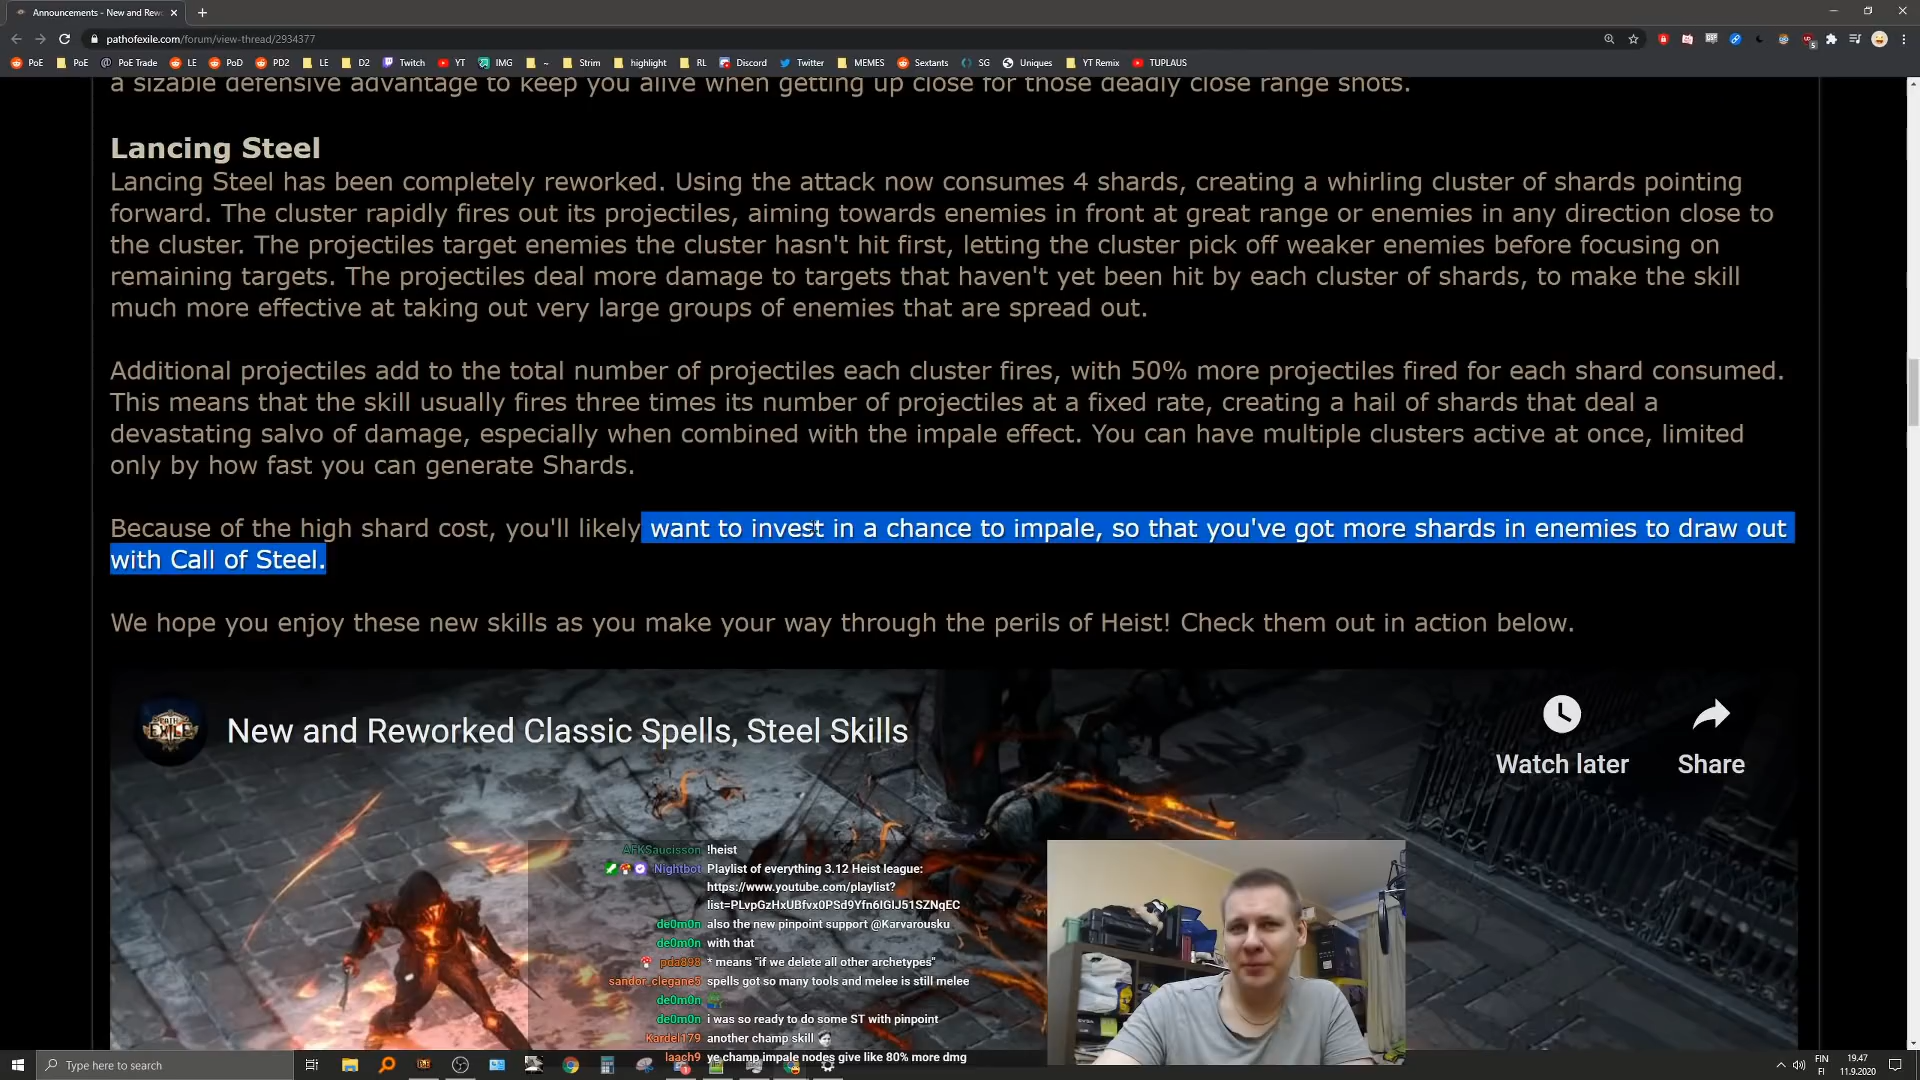 Announcements - New and Rew
pathofexile.com/forum/view-thread/2934377
PoE PoE PoE Trade LE PoD PD2 LE D2 Twitch YT IMG ~ Strim highlight RL Discord Twitter MEMES Sextants SG Uniques YT Remix TUPLAUS
a sizable defensive advantage to keep you alive when getting up close for those deadly close range shots.
Lancing Steel
Lancing Steel has been completely reworked. Using the attack now consumes 4 shards, creating a whirling cluster of shards pointing
forward. The cluster rapidly fires out its projectiles, aiming towards enemies in front at great range or enemies in any direction close to
the cluster. The projectiles target enemies the cluster hasn't hit first, letting the cluster pick off weaker enemies before focusing on
remaining targets. The projectiles deal more damage to targets that haven't yet been hit by each cluster of shards, to make the skill
much more effective at taking out very large groups of enemies that are spread out.
Additional projectiles add to the total number of projectiles each cluster fires, with 50% more projectiles fired for each shard consumed.
This means that the skill usually fires three times its number of projectiles at a fixed rate, creating a hail of shards that deal a
devastating salvo of damage, especially when combined with the impale effect. You can have multiple clusters active at once, limited
only by how fast you can generate Shards.
Because of the high shard cost, you'll likely want to invest in a chance to impale, so that you've got more shards in enemies to draw out
with Call of Steel.
We hope you enjoy these new skills as you make your way through the perils of Heist! Check them out in action below.
New and Reworked Classic Spells, Steel Skills
Watch later Share
AFKSaucisson !heist
Nightbot Playlist of everything 3.12 Heist league:
https://www.youtube.com/playlist?
list=PLvpGzHxUBfvx0PSd9Yfn6IGIJ51SZNqEC
de0m0n also the new pinpoint support @Karvarousku
de0m0n with that
pda898 * means "if we delete all other archetypes"
sandor_clegane5 spells got so many tools and melee is still melee
de0m0n
de0m0n i was so ready to do some ST with pinpoint
Kardel179 another champ skill
laach9 ye champ impale nodes give like 80% more dmg
Type here to search
FIN
FI
19.47
11.9.2020